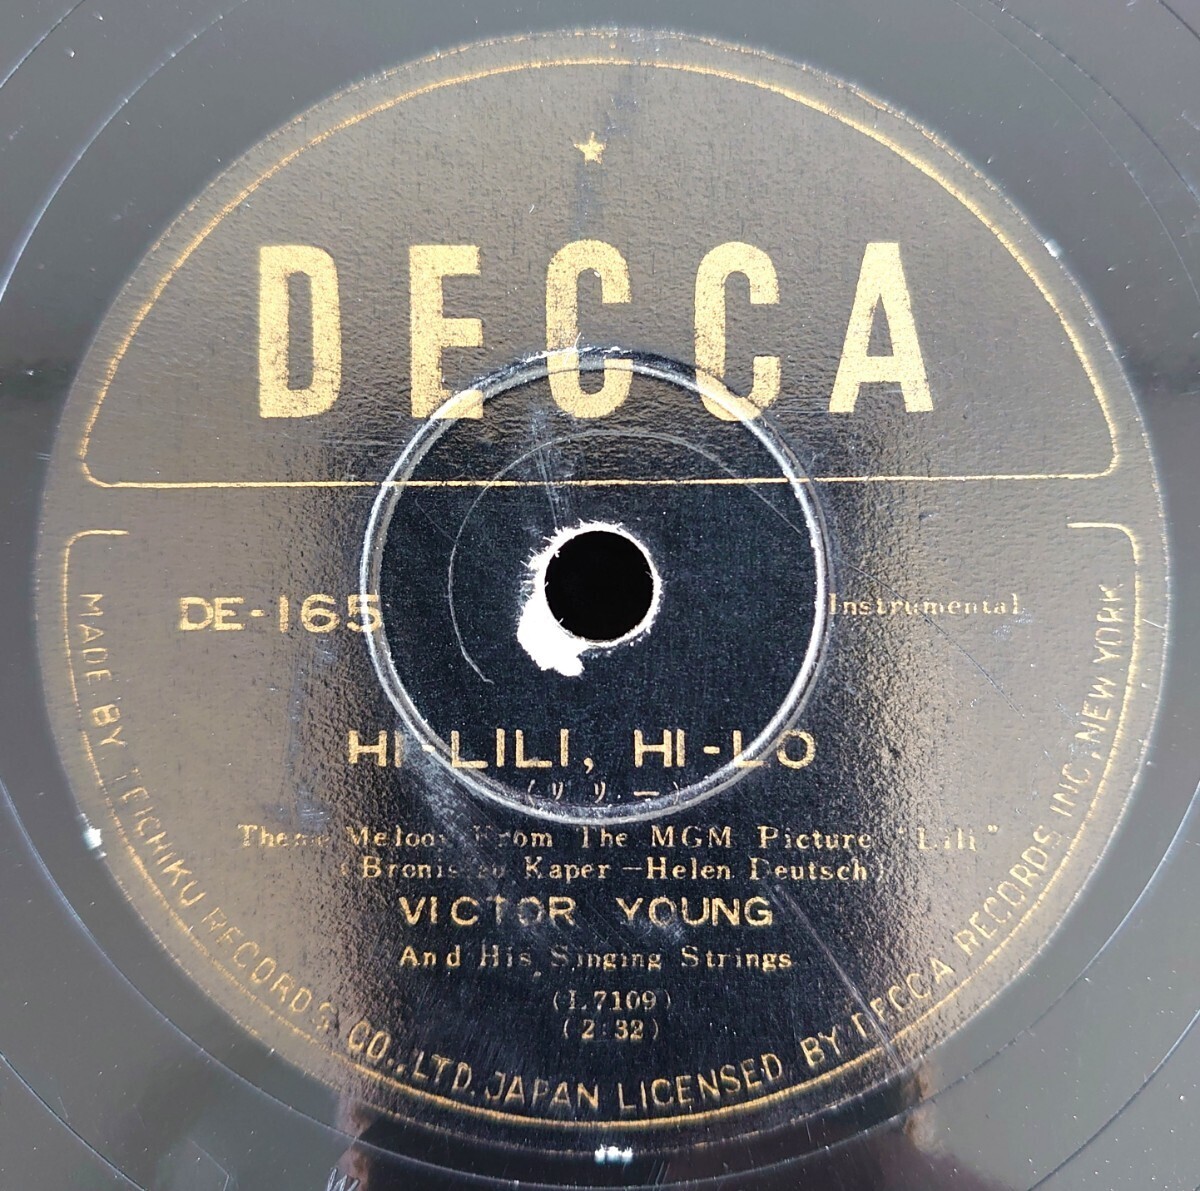 DECCA
DE-165
Instrumental
HI-LILI, HI-LO
(リリー)
Theme Melody From The MGM Picture "Lili"
(Bronislau Kaper—Helen Deutsch)
VICTOR YOUNG
And His Singing Strings
(L 7109)
(2:32)
MADE BY TEICHIKU RECORDS CO., LTD. JAPAN LICENSED BY DECCA RECORDS INC, NEW YORK